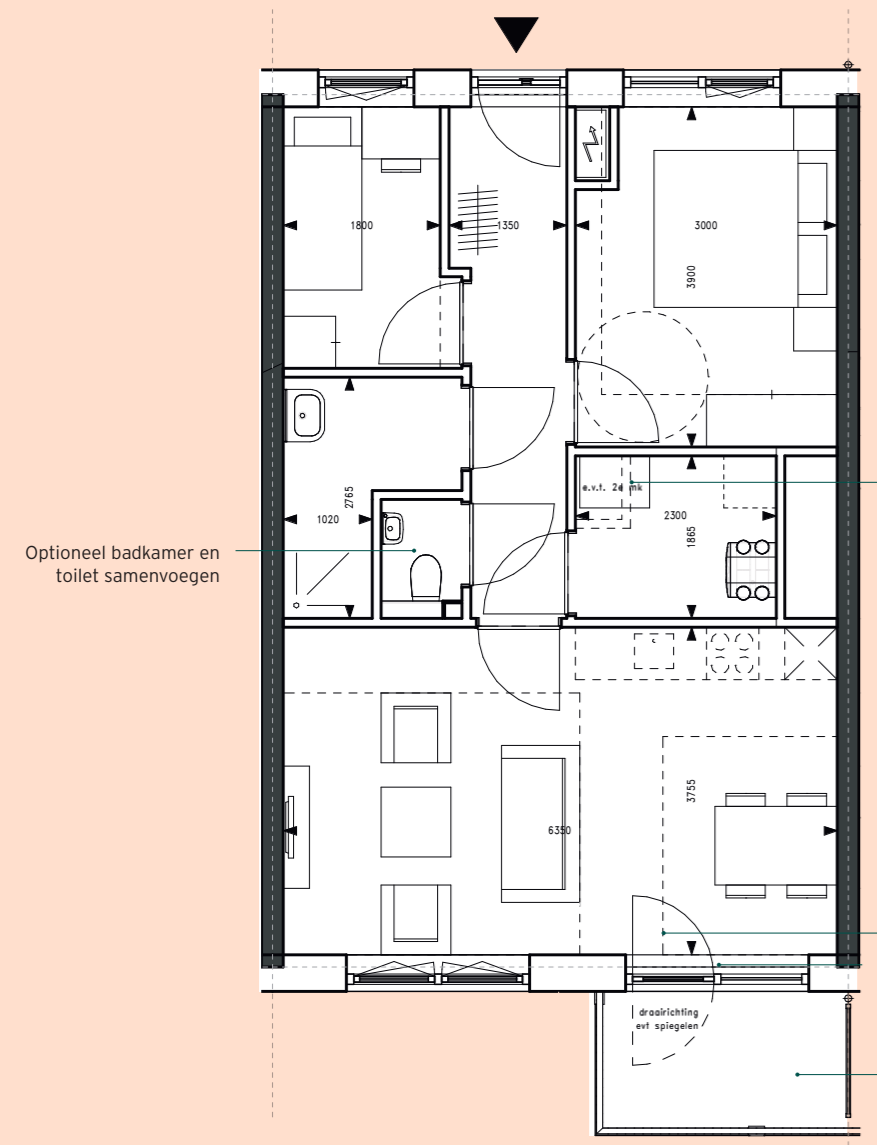 1800
1350
3000
3900
e.v.t. 2e mk
2765
1020
2300
1865
Optioneel badkamer en
toilet samenvoegen
3755
6350
draairichting
evt spiegelen